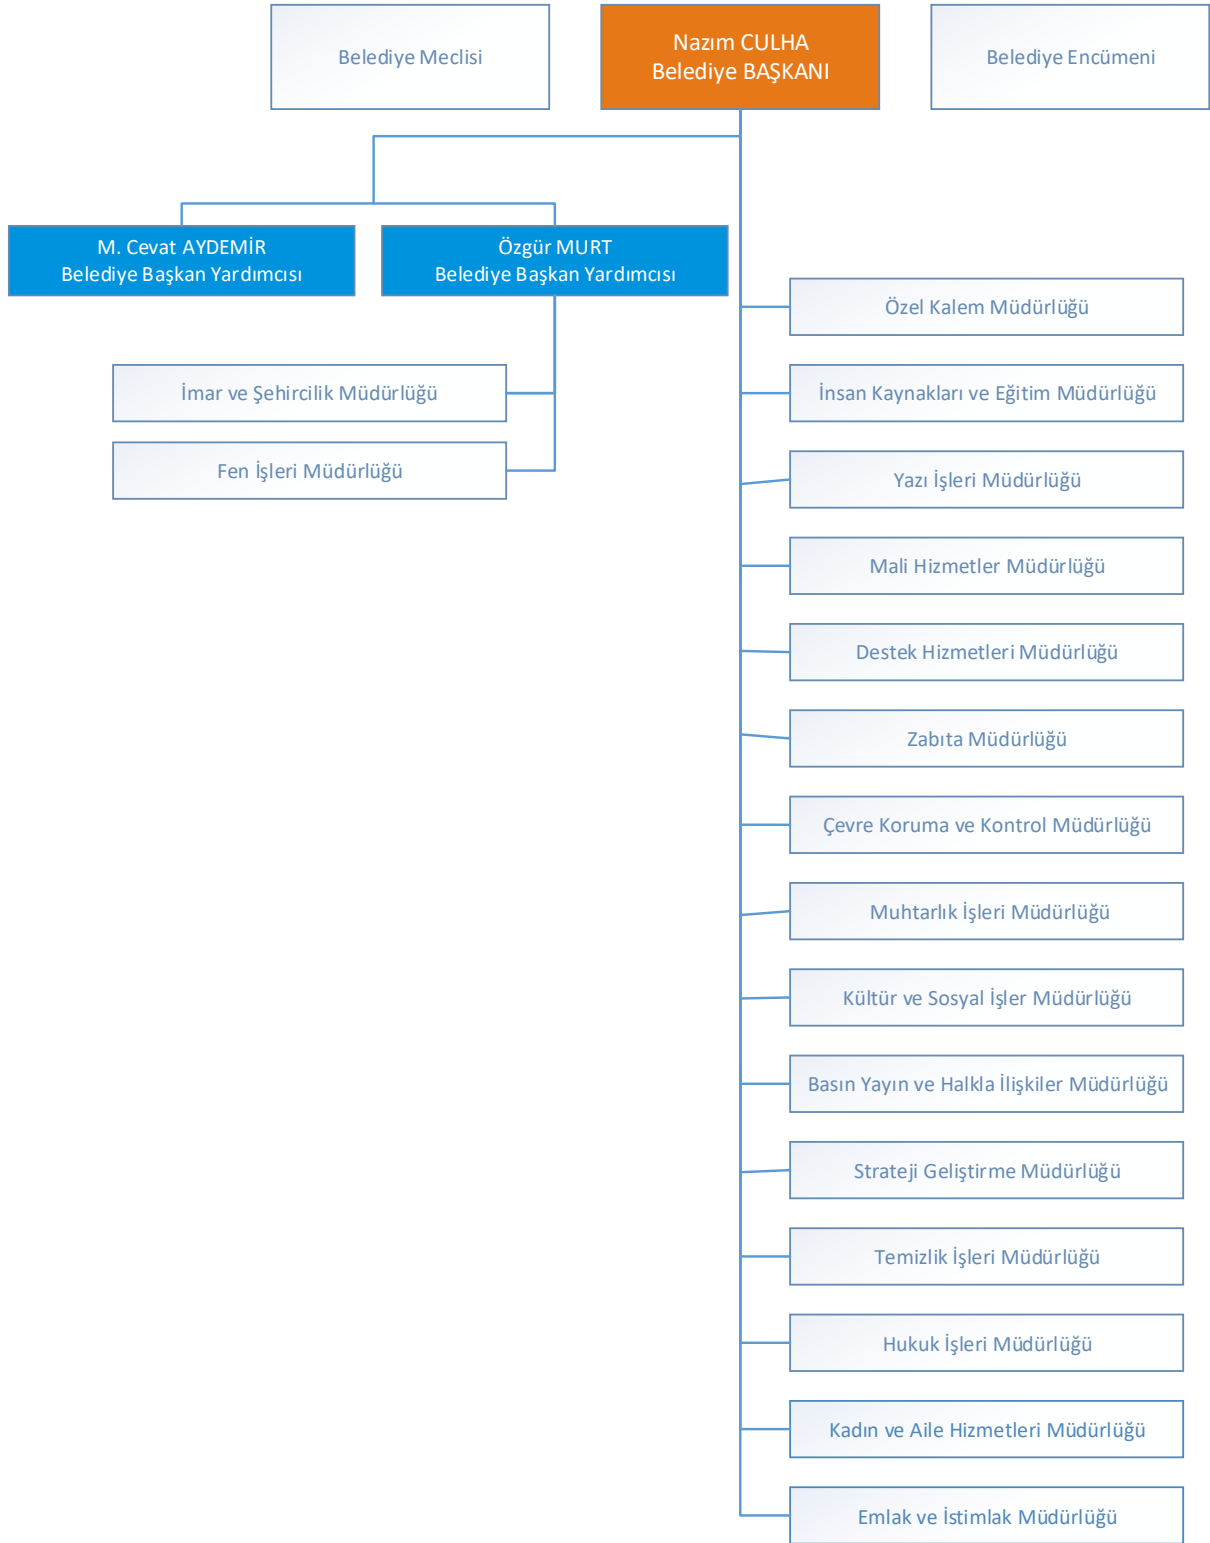 Belediye Meclisi
Nazım CULHA
Belediye BAŞKANI
Belediye Encümeni
M. Cevat AYDEMİR
Belediye Başkan Yardımcısı
Özgür MURT
Belediye Başkan Yardımcısı
İmar ve Şehircilik Müdürlüğü
Fen İşleri Müdürlüğü
Özel Kalem Müdürlüğü
İnsan Kaynakları ve Eğitim Müdürlüğü
Yazı İşleri Müdürlüğü
Mali Hizmetler Müdürlüğü
Destek Hizmetleri Müdürlüğü
Zabıta Müdürlüğü
Çevre Koruma ve Kontrol Müdürlüğü
Muhtarlık İşleri Müdürlüğü
Kültür ve Sosyal İşler Müdürlüğü
Basın Yayın ve Halkla İlişkiler Müdürlüğü
Strateji Geliştirme Müdürlüğü
Temizlik İşleri Müdürlüğü
Hukuk İşleri Müdürlüğü
Kadın ve Aile Hizmetleri Müdürlüğü
Emlak ve İstimlak Müdürlüğü